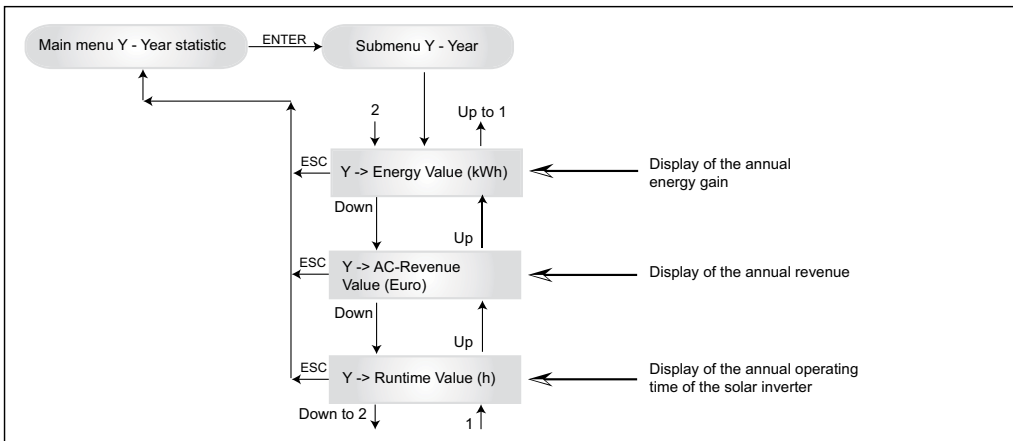 Main menu Y - Year statistic
ENTER
Submenu Y - Year
2
Up to 1
ESC
Y -> Energy Value (kWh)
Display of the annual
energy gain
Down
Up
ESC
Y -> AC-Revenue
Value (Euro)
Display of the annual revenue
Down
Up
ESC
Y -> Runtime Value (h)
Display of the annual operating
time of the solar inverter
Down to 2
1